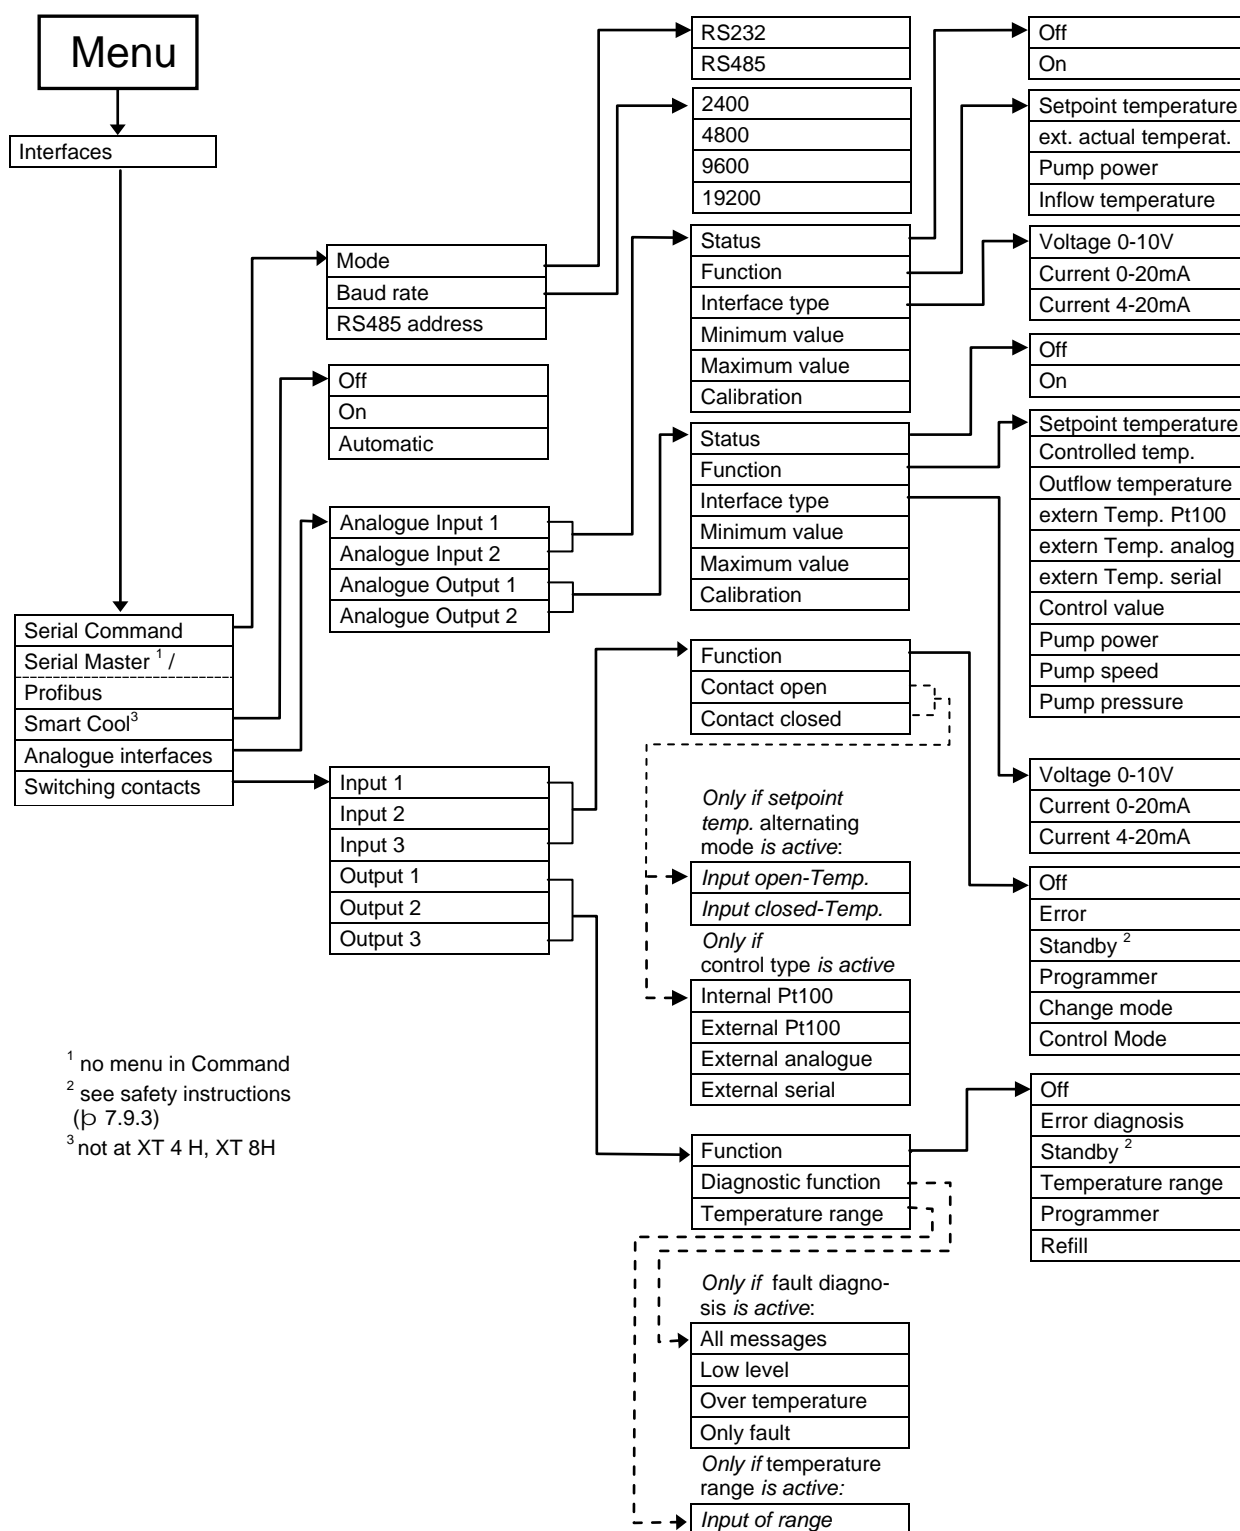 Menu
Interfaces
Serial Command
Serial Master ¹ /
Profibus
Smart Cool³
Analogue interfaces
Switching contacts
Mode
Baud rate
RS485 address
Off
On
Automatic
Analogue Input 1
Analogue Input 2
Analogue Output 1
Analogue Output 2
Input 1
Input 2
Input 3
Output 1
Output 2
Output 3
RS232
RS485
2400
4800
9600
19200
Status
Function
Interface type
Minimum value
Maximum value
Calibration
Status
Function
Interface type
Minimum value
Maximum value
Calibration
Function
Contact open
Contact closed
Only if setpoint
temp. alternating
mode is active:
Input open-Temp.
Input closed-Temp.
Only if
control type is active
Internal Pt100
External Pt100
External analogue
External serial
Function
Diagnostic function
Temperature range
Only if fault diagno-
sis is active:
All messages
Low level
Over temperature
Only fault
Only if temperature
range is active:
Input of range
Off
On
Setpoint temperature
ext. actual temperat.
Pump power
Inflow temperature
Voltage 0-10V
Current 0-20mA
Current 4-20mA
Off
On
Setpoint temperature
Controlled temp.
Outflow temperature
extern Temp. Pt100
extern Temp. analog
extern Temp. serial
Control value
Pump power
Pump speed
Pump pressure
Voltage 0-10V
Current 0-20mA
Current 4-20mA
Off
Error
Standby ²
Programmer
Change mode
Control Mode
Off
Error diagnosis
Standby ²
Temperature range
Programmer
Refill
¹ no menu in Command
² see safety instructions
(þ 7.9.3)
³ not at XT 4 H, XT 8H